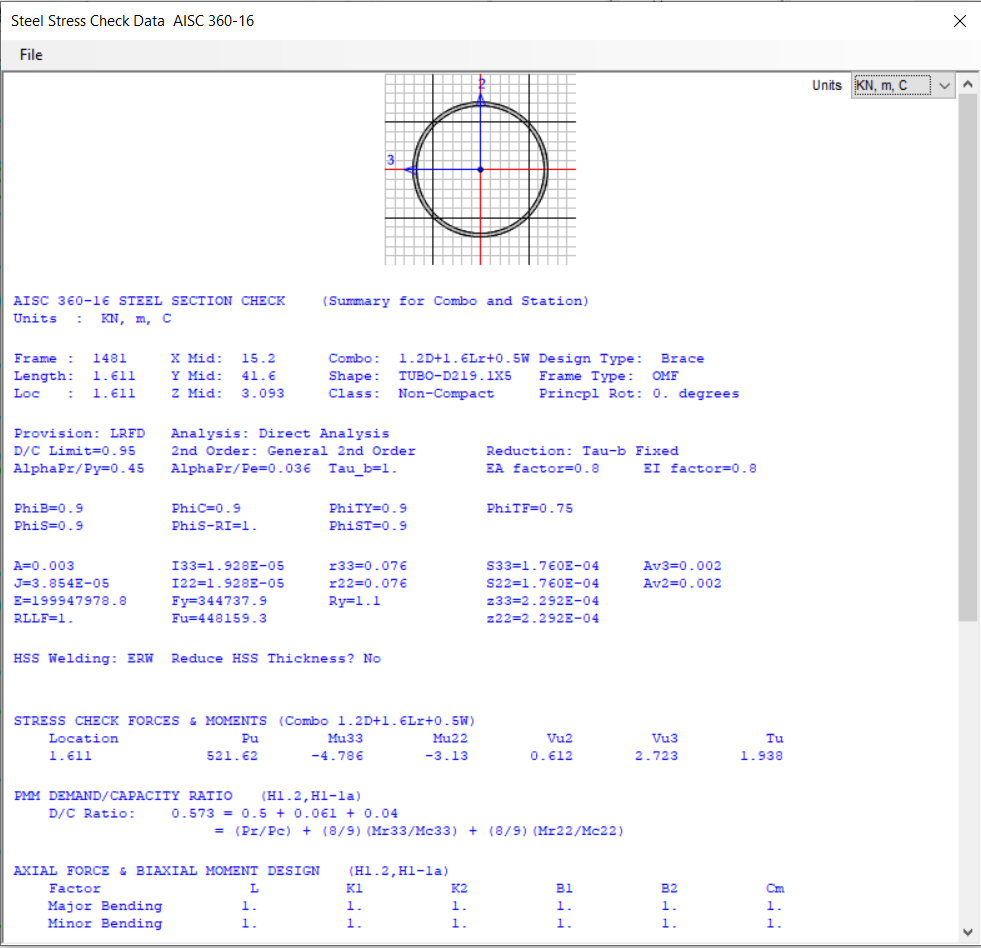 Steel Stress Check Data  AISC 360-16
File
Units KN, m, C
2
3
AISC 360-16 STEEL SECTION CHECK    (Summary for Combo and Station)
Units  :  KN, m, C
Frame :  1481     X Mid:  15.2      Combo:  1.2D+1.6Lr+0.5W Design Type:  Brace
Length:  1.611    Y Mid:  41.6      Shape:  TUBO-D219.1X5   Frame Type:  OMF
Loc   :  1.611    Z Mid:  3.093     Class:  Non-Compact     Princpl Rot: 0. degrees
Provision: LRFD   Analysis: Direct Analysis
D/C Limit=0.95    2nd Order: General 2nd Order        Reduction: Tau-b Fixed
AlphaPr/Py=0.45   AlphaPr/Pe=0.036  Tau_b=1.          EA factor=0.8     EI factor=0.8
PhiB=0.9          PhiC=0.9          PhiTY=0.9         PhiTF=0.75
PhiS=0.9          PhiS-RI=1.        PhiST=0.9
A=0.003           I33=1.928E-05     r33=0.076         S33=1.760E-04     Av3=0.002
J=3.854E-05       I22=1.928E-05     r22=0.076         S22=1.760E-04     Av2=0.002
E=199947978.8     Fy=344737.9       Ry=1.1            z33=2.292E-04
RLLF=1.           Fu=448159.3                         z22=2.292E-04
HSS Welding: ERW  Reduce HSS Thickness? No
STRESS CHECK FORCES & MOMENTS (Combo 1.2D+1.6Lr+0.5W)
Location              Pu        Mu33        Mu22         Vu2         Vu3          Tu
1.611             521.62      -4.786       -3.13       0.612       2.723       1.938
PMM DEMAND/CAPACITY RATIO   (H1.2,H1-1a)
D/C Ratio:    0.573 = 0.5 + 0.061 + 0.04
= (Pr/Pc) + (8/9)(Mr33/Mc33) + (8/9)(Mr22/Mc22)
AXIAL FORCE & BIAXIAL MOMENT DESIGN   (H1.2,H1-1a)
Factor                 L          K1          K2          B1          B2          Cm
Major Bending         1.          1.          1.          1.          1.          1.
Minor Bending         1.          1.          1.          1.          1.          1.